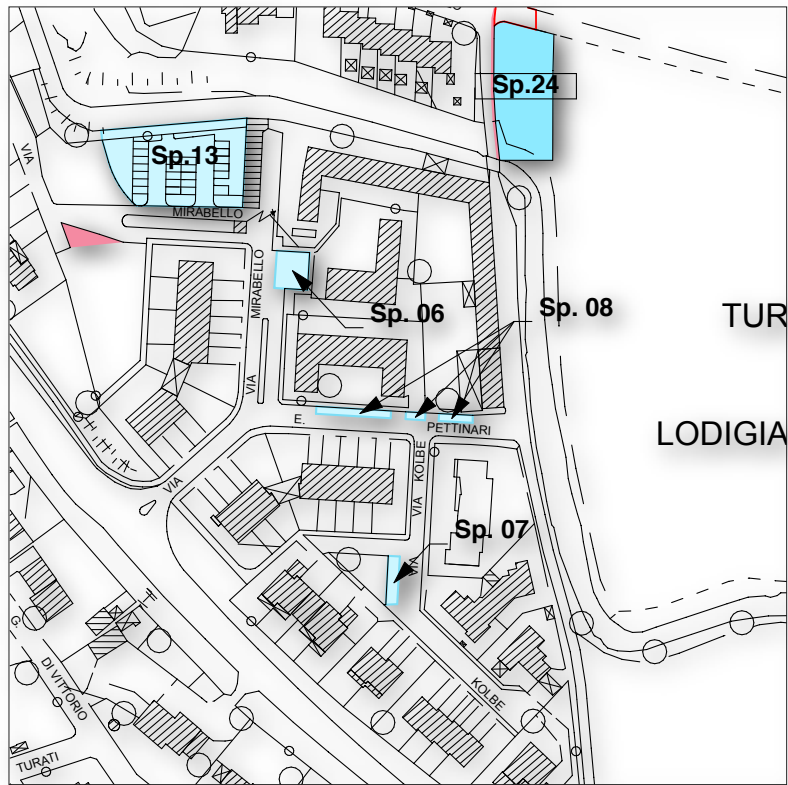 Sp.24
VIA
Sp.13
MIRABELLO
MIRABELLO
VIA
Sp. 06
Sp. 08
TUR
E.
PETTINARI
LODIGIA
KOLBE
VIA
VIA
Sp. 07
VIA
KOLBE
G.
DI VITTORIO
TURATI